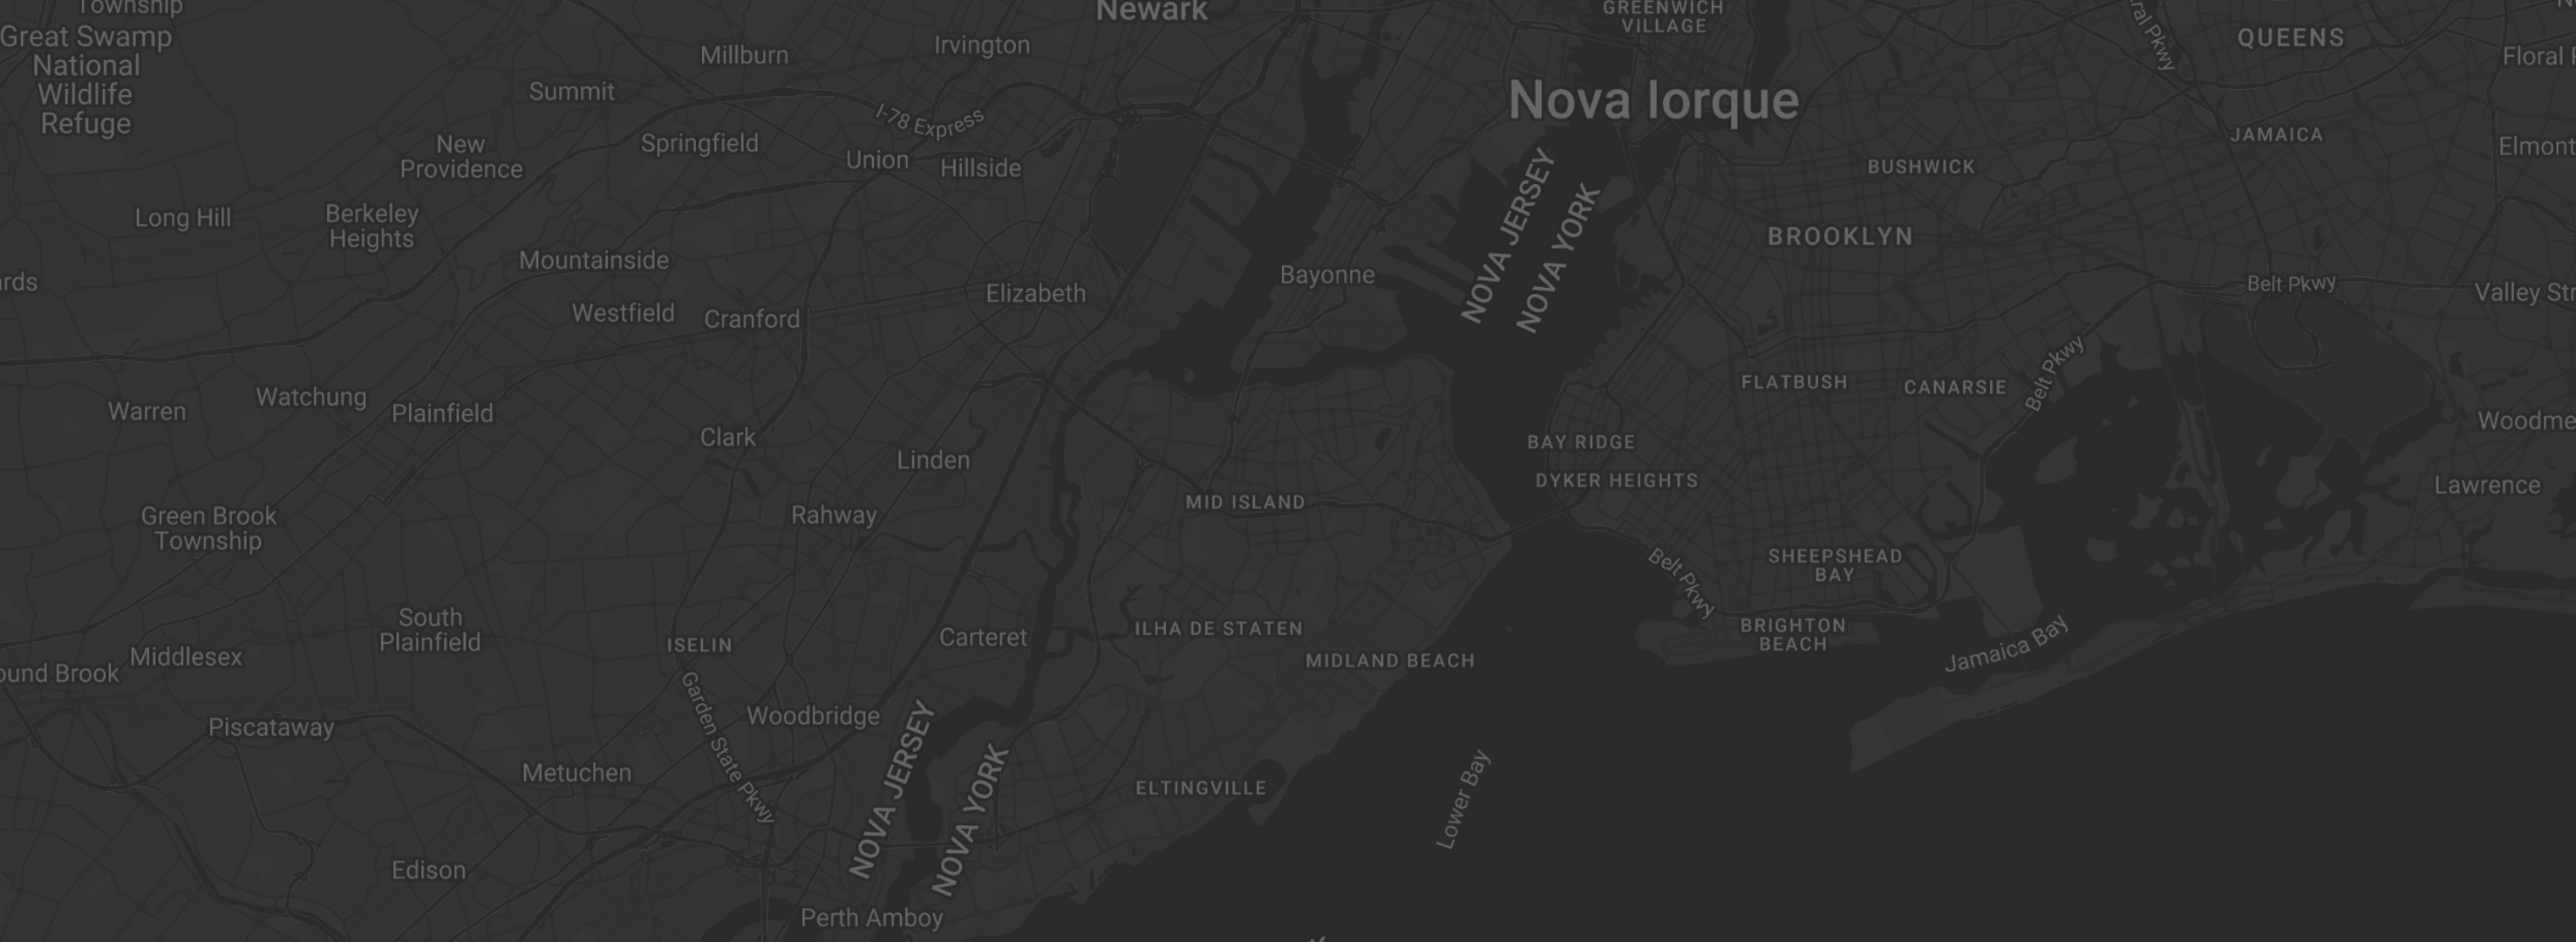 Township
Newark
GREENWICH
VILLAGE
Great Swamp
National
Wildlife
Refuge
Millburn
Irvington
QUEENS
Floral
Summit
I-78 Express
Nova Iorque
New
Providence
Springfield
Union
Hillside
JAMAICA
Elmont
BUSHWICK
Long Hill
Berkeley
Heights
NOVA JERSEY
NOVA YORK
BROOKLYN
Mountainside
Bayonne
Elizabeth
Belt Pkwy
Valley Str
Westfield
Cranford
Belt Pkwy
Warren
Watchung
Plainfield
FLATBUSH
CANARSIE
Woodme
Clark
Linden
BAY RIDGE
DYKER HEIGHTS
Lawrence
MID ISLAND
Green Brook
Township
Rahway
SHEEPSHEAD
BAY
Belt Pkwy
South
Plainfield
ISELIN
Carteret
ILHA DE STATEN
BRIGHTON
BEACH
Jamaica Bay
MIDLAND BEACH
ound Brook
Middlesex
Garden State Pkwy
Woodbridge
Piscataway
NOVA JERSEY
NOVA YORK
Metuchen
ELTINGVILLE
Lower Bay
Edison
Perth Amboy